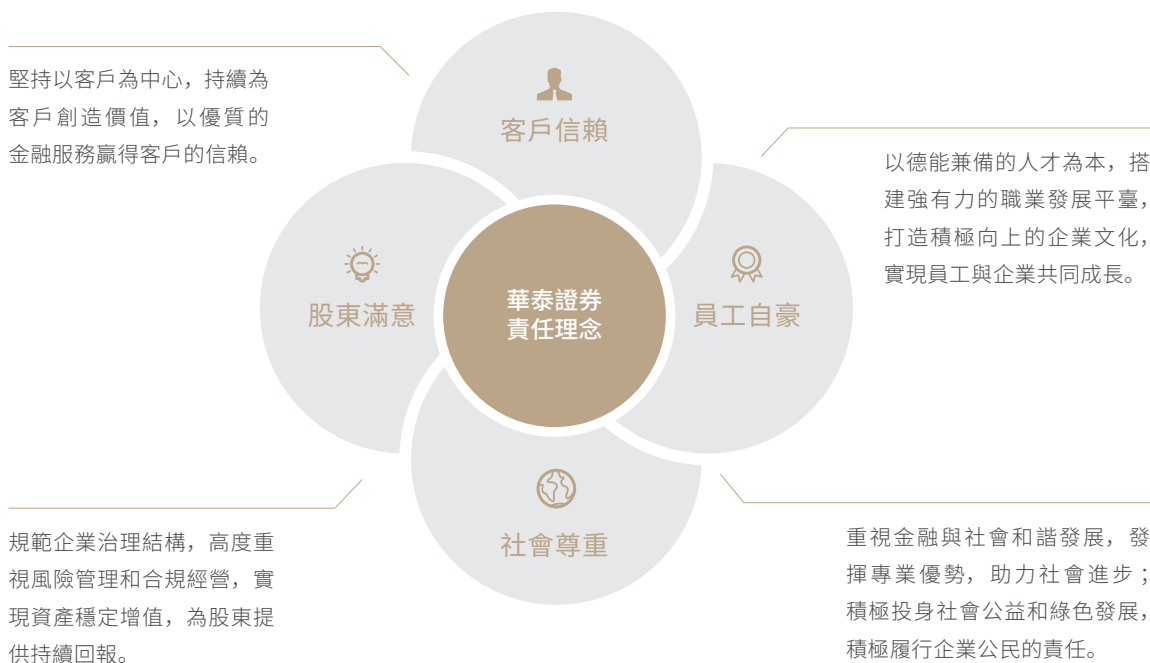 堅持以客戶為中心，持續為
客戶創造價值，以優質的
金融服務贏得客戶的信賴。
客戶信賴
以德能兼備的人才為本，搭
建強有力的職業發展平臺，
打造積極向上的企業文化，
實現員工與企業共同成長。
股東滿意
華泰證券
責任理念
員工自豪
社會尊重
規範企業治理結構，高度重
視風險管理和合規經營，實
現資產穩定增值，為股東提
供持續回報。
重視金融與社會和諧發展，發
揮專業優勢，助力社會進步；
積極投身社會公益和綠色發展，
積極履行企業公民的責任。